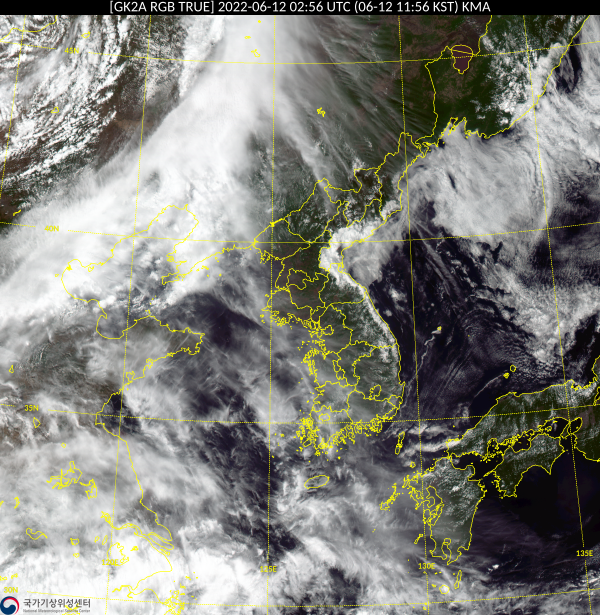 [GK2A RGB TRUE] 2022-06-12 02:56 UTC (06-12 11:56 KST) KMA
40N
35N
130E
135E
국가기상위성센터
National Meteorological Satellite Center